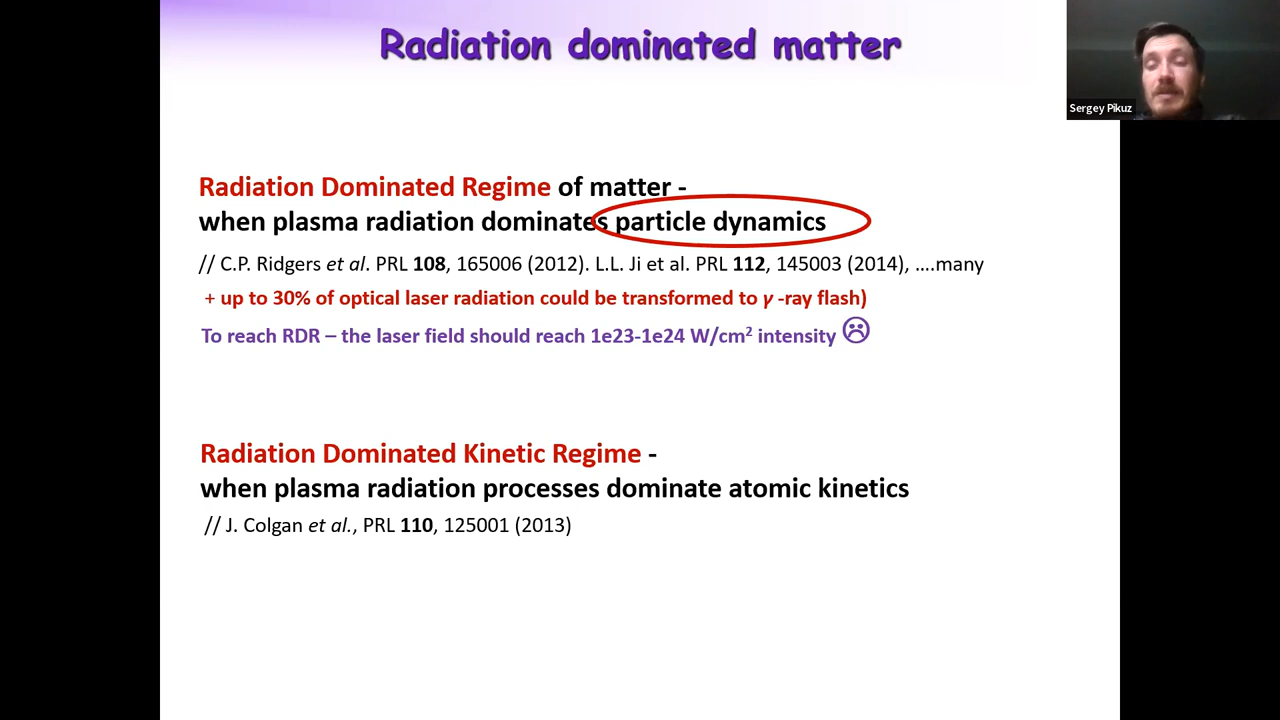 Radiation dominated matter
Sergey Pikuz
Radiation Dominated Regime of matter -
when plasma radiation dominates particle dynamics
// C.P. Ridgers et al. PRL 108, 165006 (2012). L.L. Ji et al. PRL 112, 145003 (2014), ....many
+ up to 30% of optical laser radiation could be transformed to γ -ray flash)
To reach RDR – the laser field should reach 1e23-1e24 W/cm² intensity ☹
Radiation Dominated Kinetic Regime -
when plasma radiation processes dominate atomic kinetics
// J. Colgan et al., PRL 110, 125001 (2013)